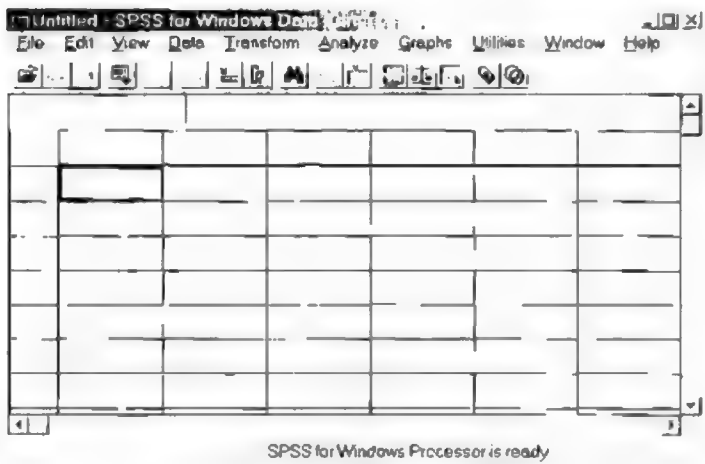 Untitled - SPSS for Windows Data
File Edit View Data Transform Analyze Graphs Utilities Window Help
SPSS for Windows Processor is ready